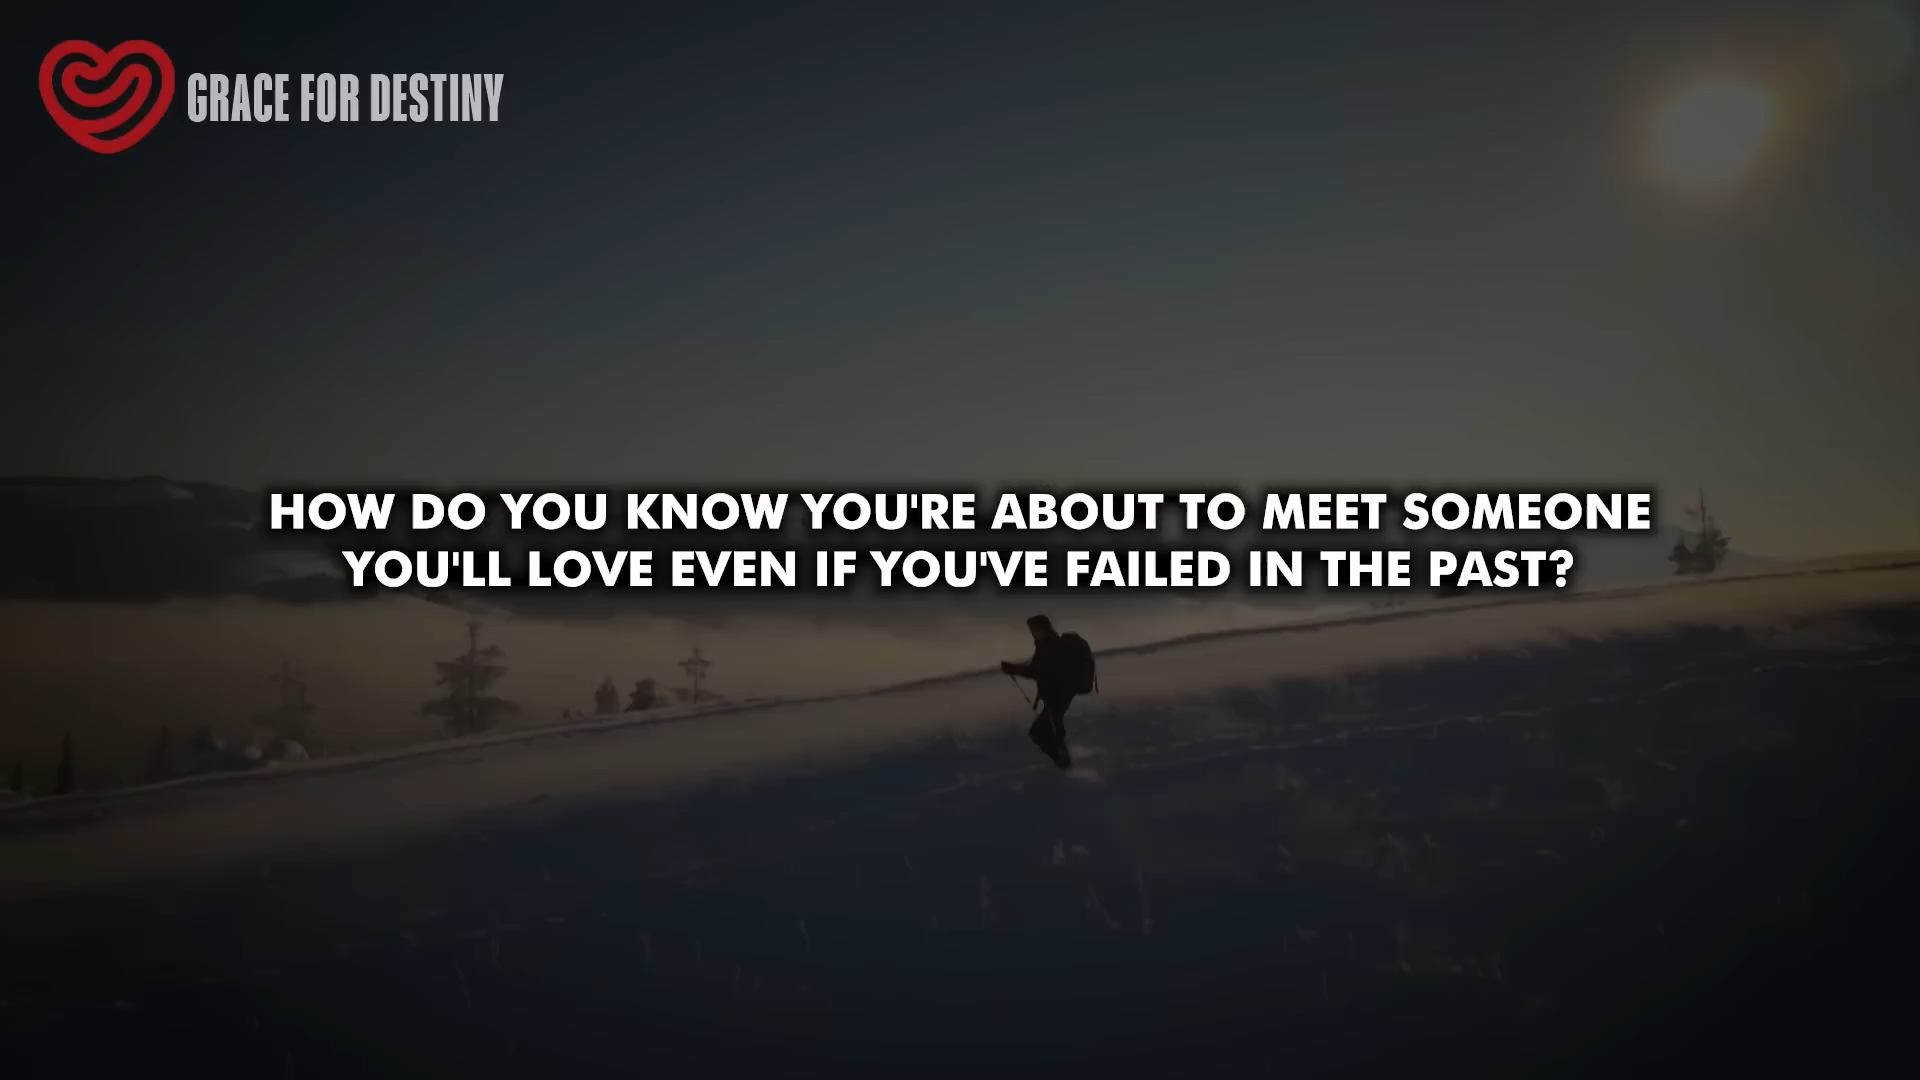 GRACE FOR DESTINY
HOW DO YOU KNOW YOU'RE ABOUT TO MEET SOMEONE
YOU'LL LOVE EVEN IF YOU'VE FAILED IN THE PAST?